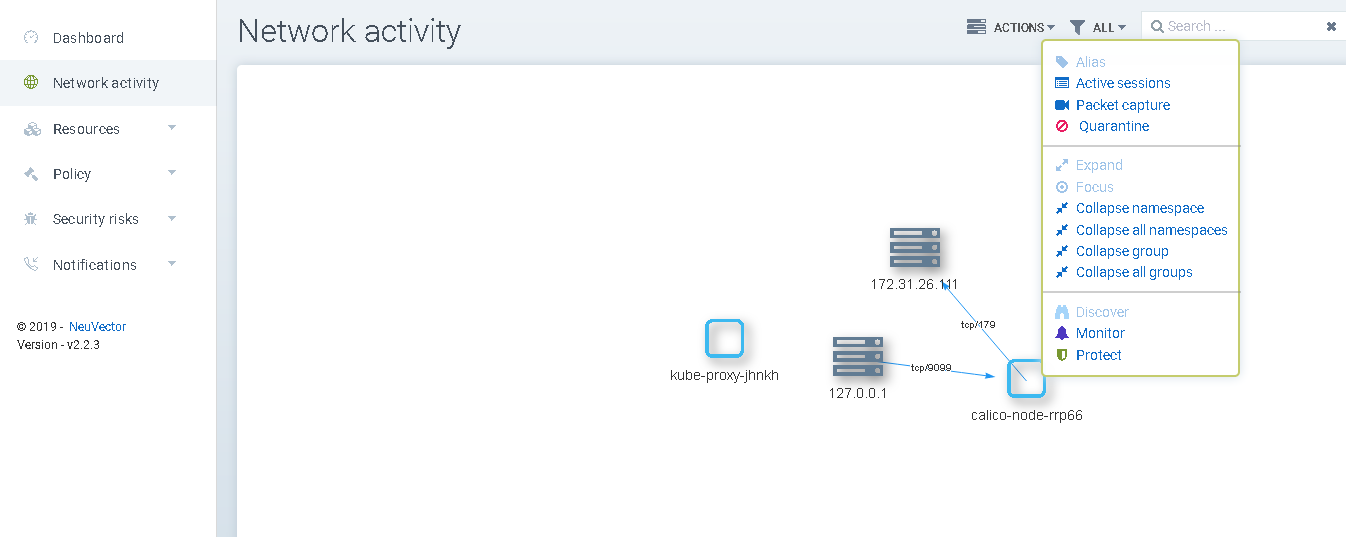 Dashboard
Network activity
Resources
Policy
Security risks
Notifications
© 2019 - NeuVector
Version - v2.2.3
Network activity
ACTIONS
ALL
Search ...
Alias
Active sessions
Packet capture
Quarantine
Expand
Focus
Collapse namespace
Collapse all namespaces
Collapse group
Collapse all groups
Discover
Monitor
Protect
172.31.26.141
tcp/179
kube-proxy-jhnkh
tcp/9099
127.0.0.1
calico-node-rrp66